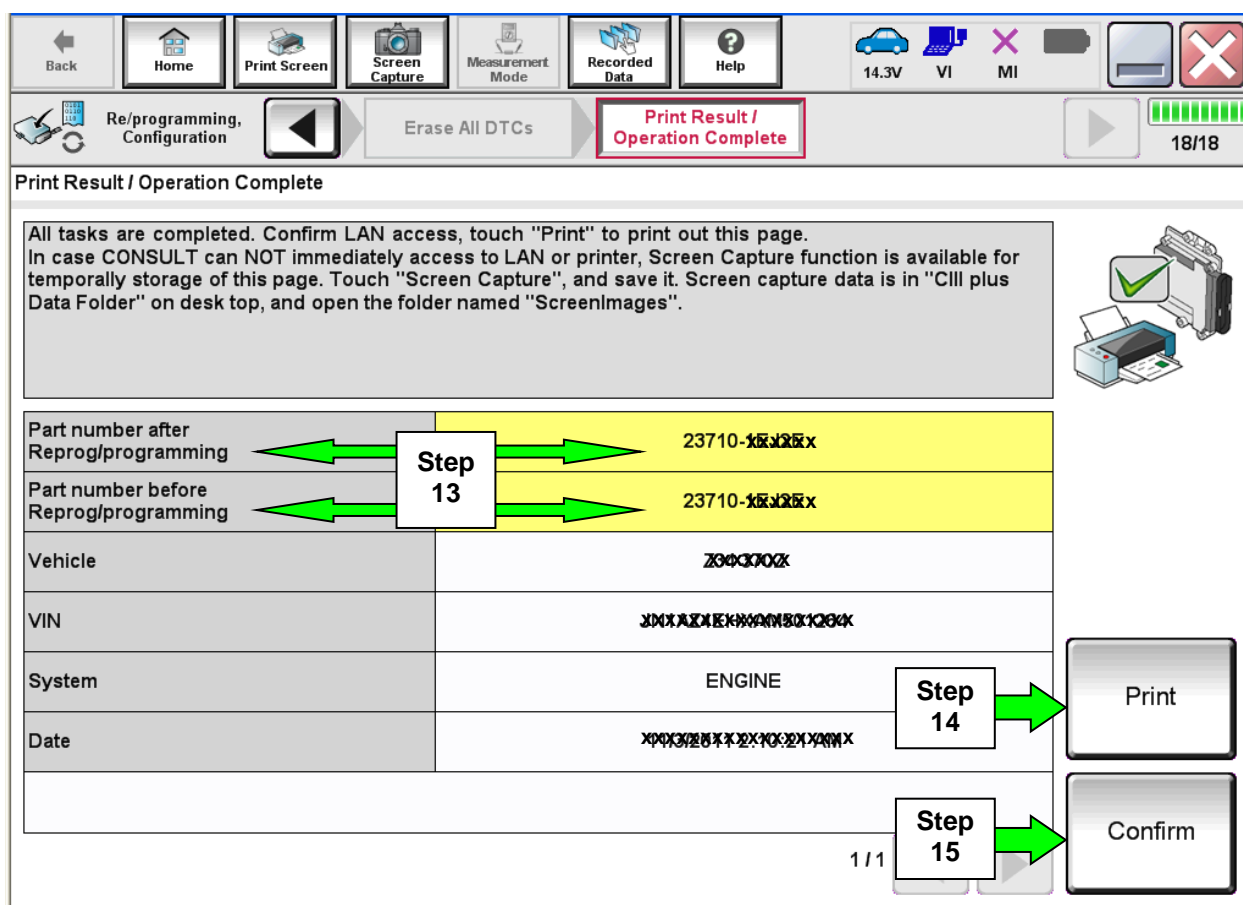 Back
Home
Print Screen
Screen
Capture
Measurement
Mode
Recorded
Data
Help
14.3V
VI
MI
Re/programming,
Configuration
Erase All DTCs
Print Result /
Operation Complete
18/18
Print Result / Operation Complete
All tasks are completed. Confirm LAN access, touch "Print" to print out this page.
In case CONSULT can NOT immediately access to LAN or printer, Screen Capture function is available for
temporally storage of this page. Touch "Screen Capture", and save it. Screen capture data is in "CIII plus
Data Folder" on desk top, and open the folder named "ScreenImages".
Part number after
Reprog/programming
23710-
Step
13
Part number before
Reprog/programming
23710-
Vehicle
VIN
System
ENGINE
Step
14
Print
Date
Step
15
Confirm
1/1